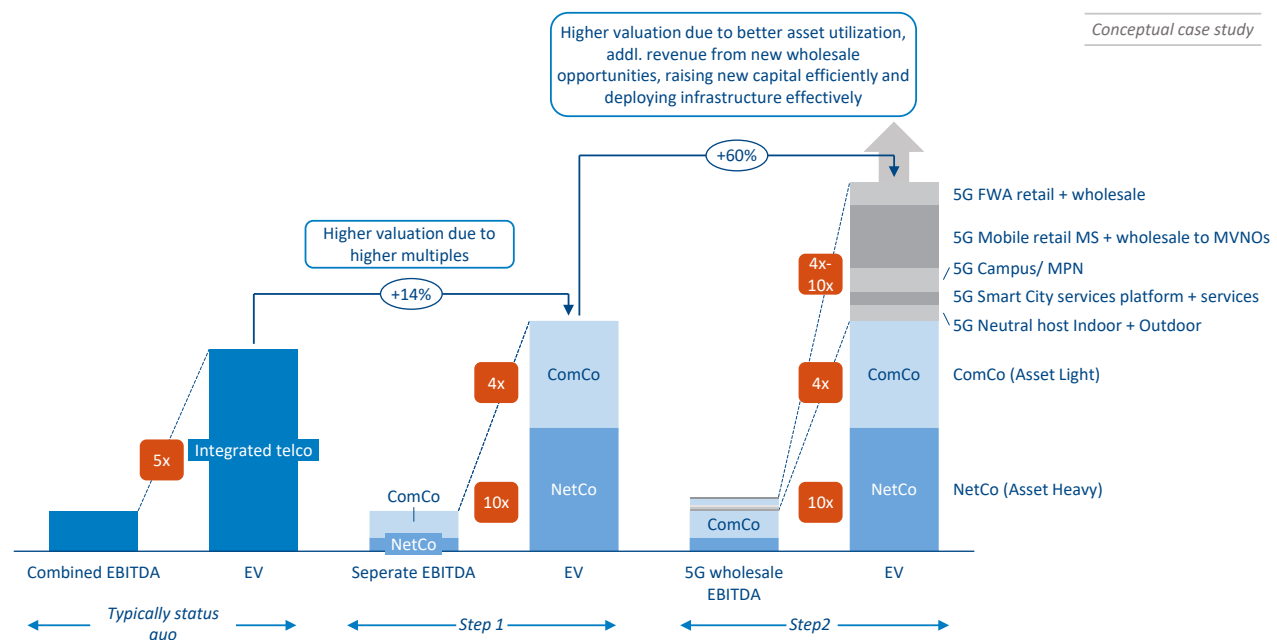 Conceptual case study
Higher valuation due to better asset utilization,
addl. revenue from new wholesale
opportunities, raising new capital efficiently and
deploying infrastructure effectively
+60%
Higher valuation due to
higher multiples
+14%
5G FWA retail + wholesale
5G Mobile retail MS + wholesale to MVNOs
4x-
10x
5G Campus/ MPN
5G Smart City services platform + services
5G Neutral host Indoor + Outdoor
ComCo
4x
4x
ComCo
ComCo (Asset Light)
Integrated telco
5x
NetCo
10x
10x
NetCo
NetCo (Asset Heavy)
ComCo
ComCo
NetCo
Combined EBITDA
EV
Seperate EBITDA
EV
5G wholesale
EBITDA
EV
Typically status
quo
Step 1
Step2